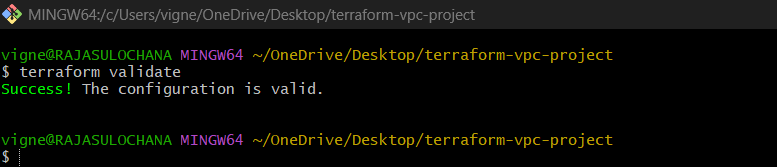 MINGW64:/c/Users/vigne/OneDrive/Desktop/terraform-vpc-project
vigne@RAJASULOCHANA MINGW64 ~/OneDrive/Desktop/terraform-vpc-project
$ terraform validate
Success! The configuration is valid.
vigne@RAJASULOCHANA MINGW64 ~/OneDrive/Desktop/terraform-vpc-project
$